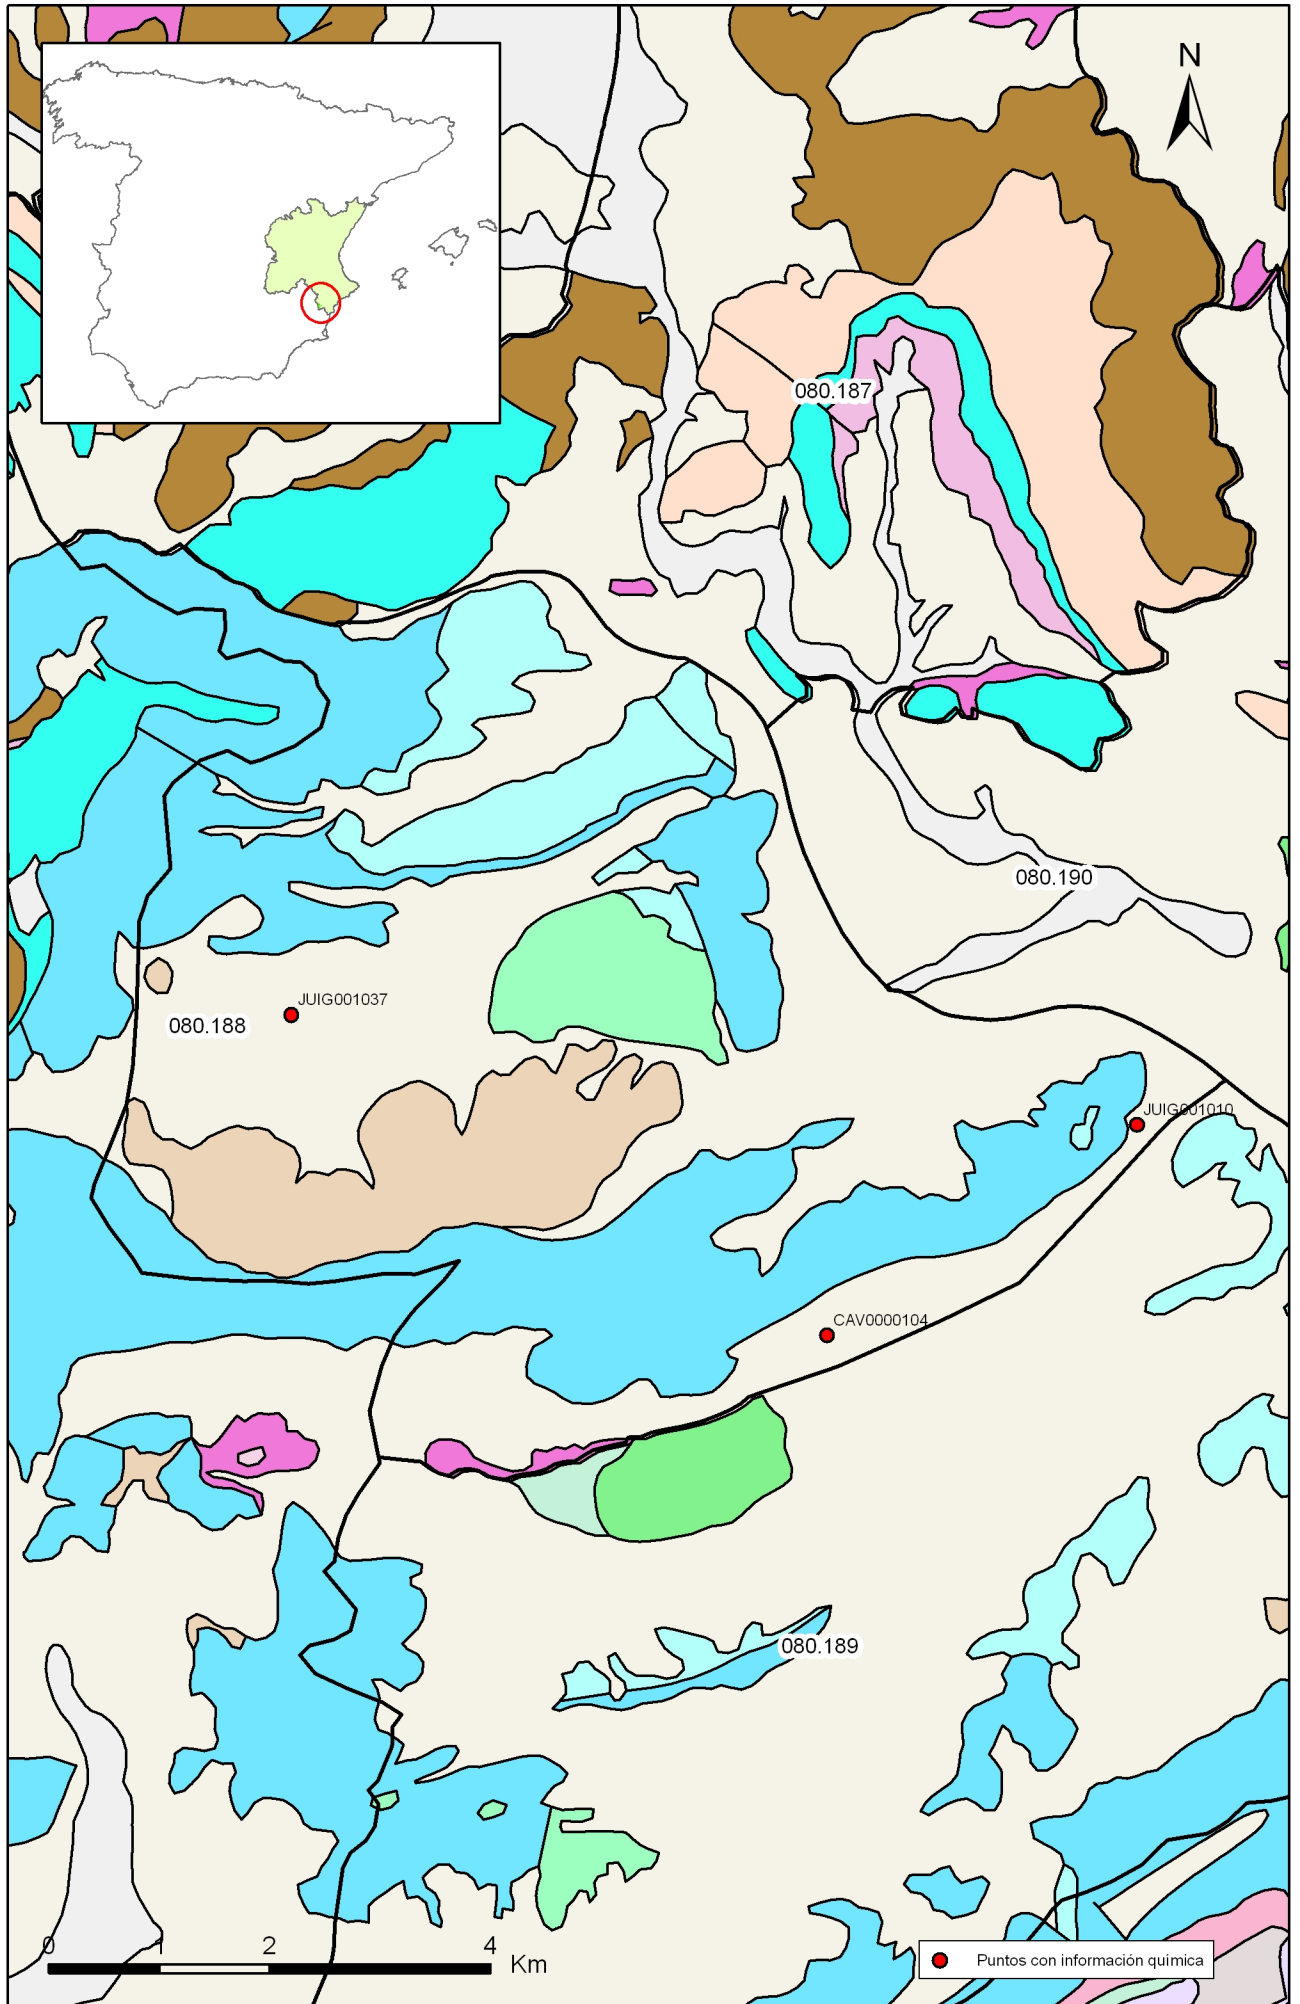 N
080.187
080.190
JUIG001037
080.188
JUIG001010
CAV0000104
080.189
0 1 2 4 Km
Puntos con información química